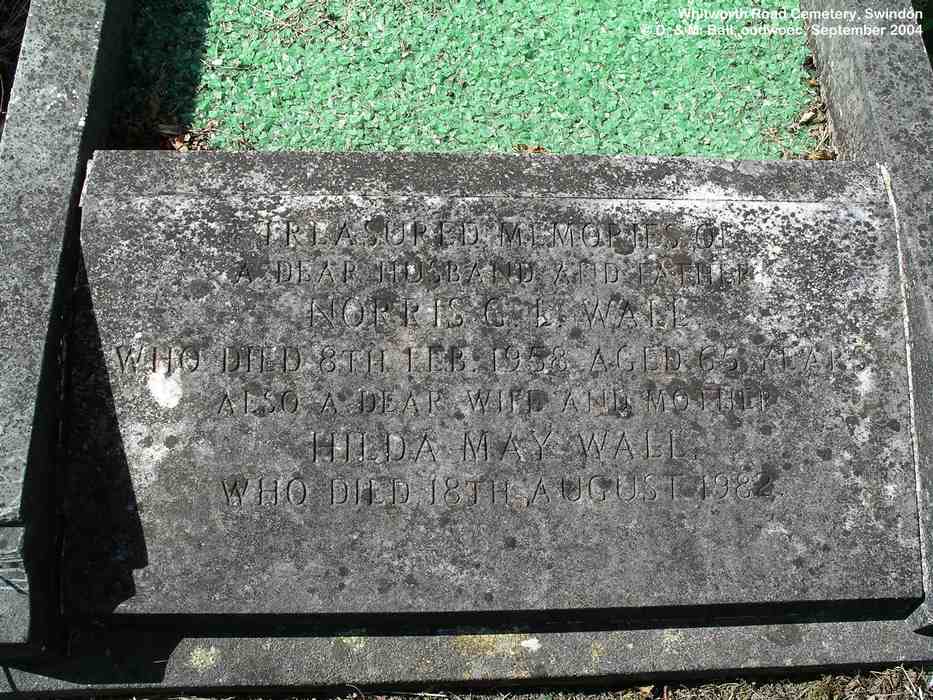 Whitworth Road Cemetery, Swindon
© D. & M. Ball, oodwooc, September 2004
TREASURED MEMORIES OF
A DEAR HUSBAND AND FATHER
NORRIS G. L. WALL
WHO DIED 8TH FEB. 1958 AGED 65 YEARS
ALSO A DEAR WIFE AND MOTHER
HILDA MAY WALL
WHO DIED 18TH AUGUST 1982.